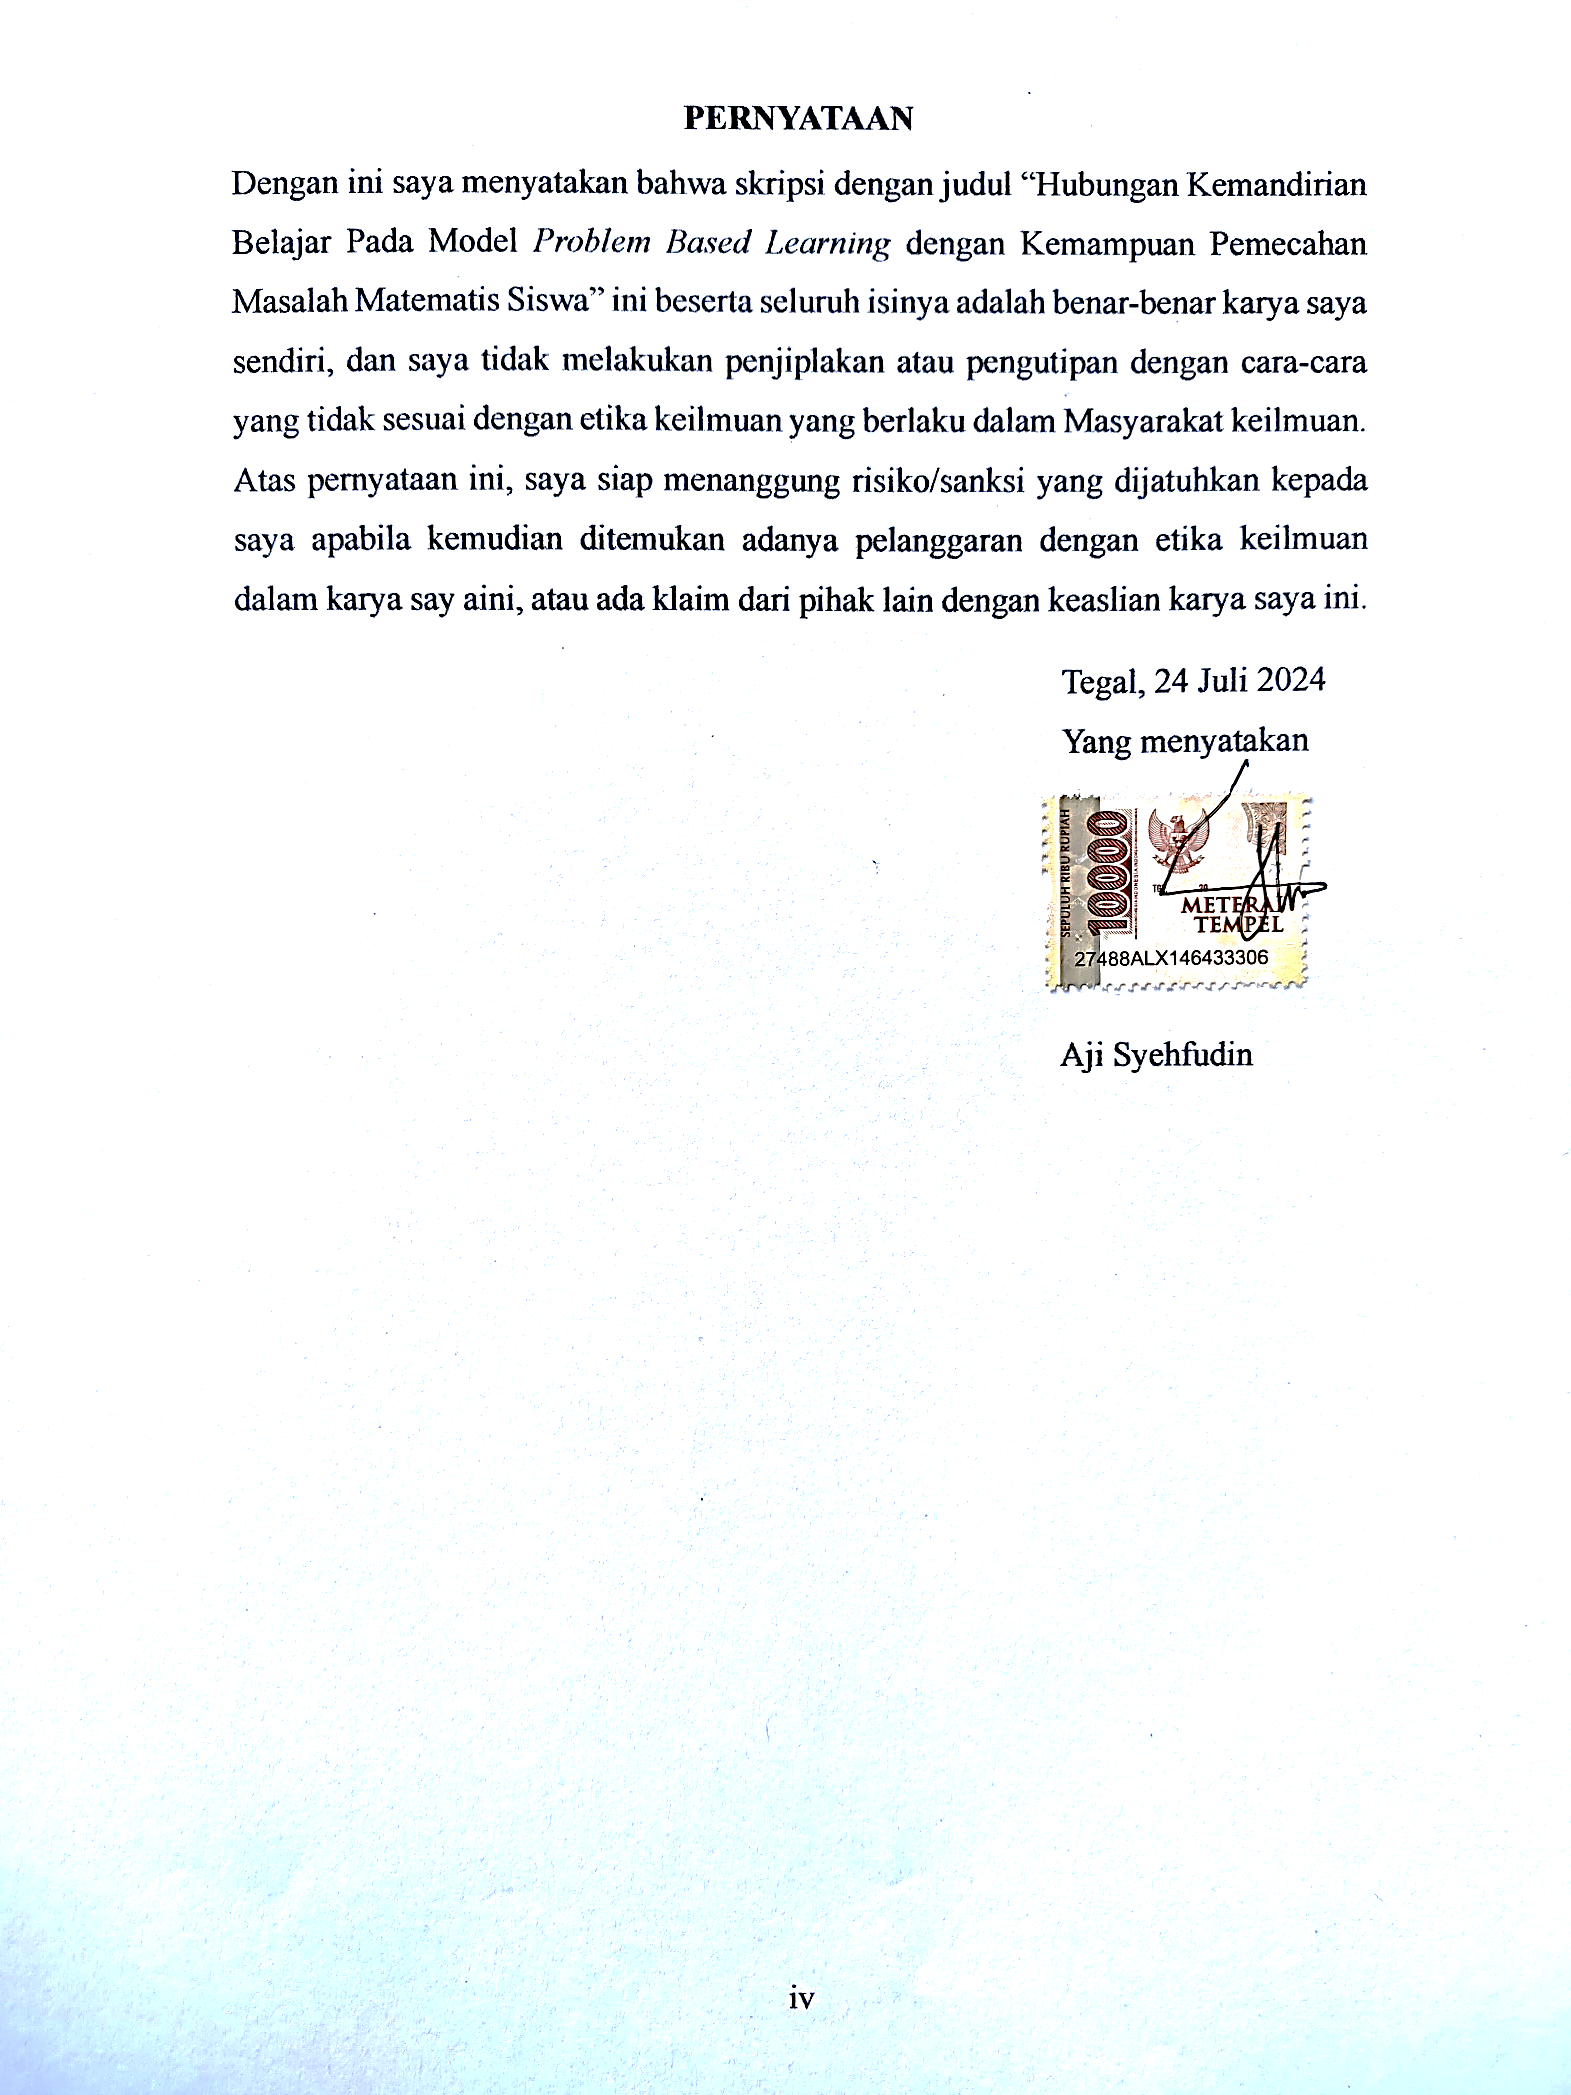 PERNYATAAN
Dengan ini saya menyatakan bahwa skripsi dengan judul “Hubungan Kemandirian
Belajar Pada Model Problem Based Learning dengan Kemampuan Pemecahan
Masalah Matematis Siswa” ini beserta seluruh isinya adalah benar-benar karya saya
sendiri, dan saya tidak melakukan penjiplakan atau pengutipan dengan cara-cara
yang tidak sesuai dengan etika keilmuan yang berlaku dalam Masyarakat keilmuan.
Atas pernyataan ini, saya siap menanggung risiko/sanksi yang dijatuhkan kepada
saya apabila kemudian ditemukan adanya pelanggaran dengan etika keilmuan
dalam karya say aini, atau ada klaim dari pihak lain dengan keaslian karya saya ini.
Tegal, 24 Juli 2024
Yang menyatakan
SEPULUH RIBU RUPIAH
10000
METERAI
TEMPEL
27488ALX146433306
Aji Syehfudin
iv